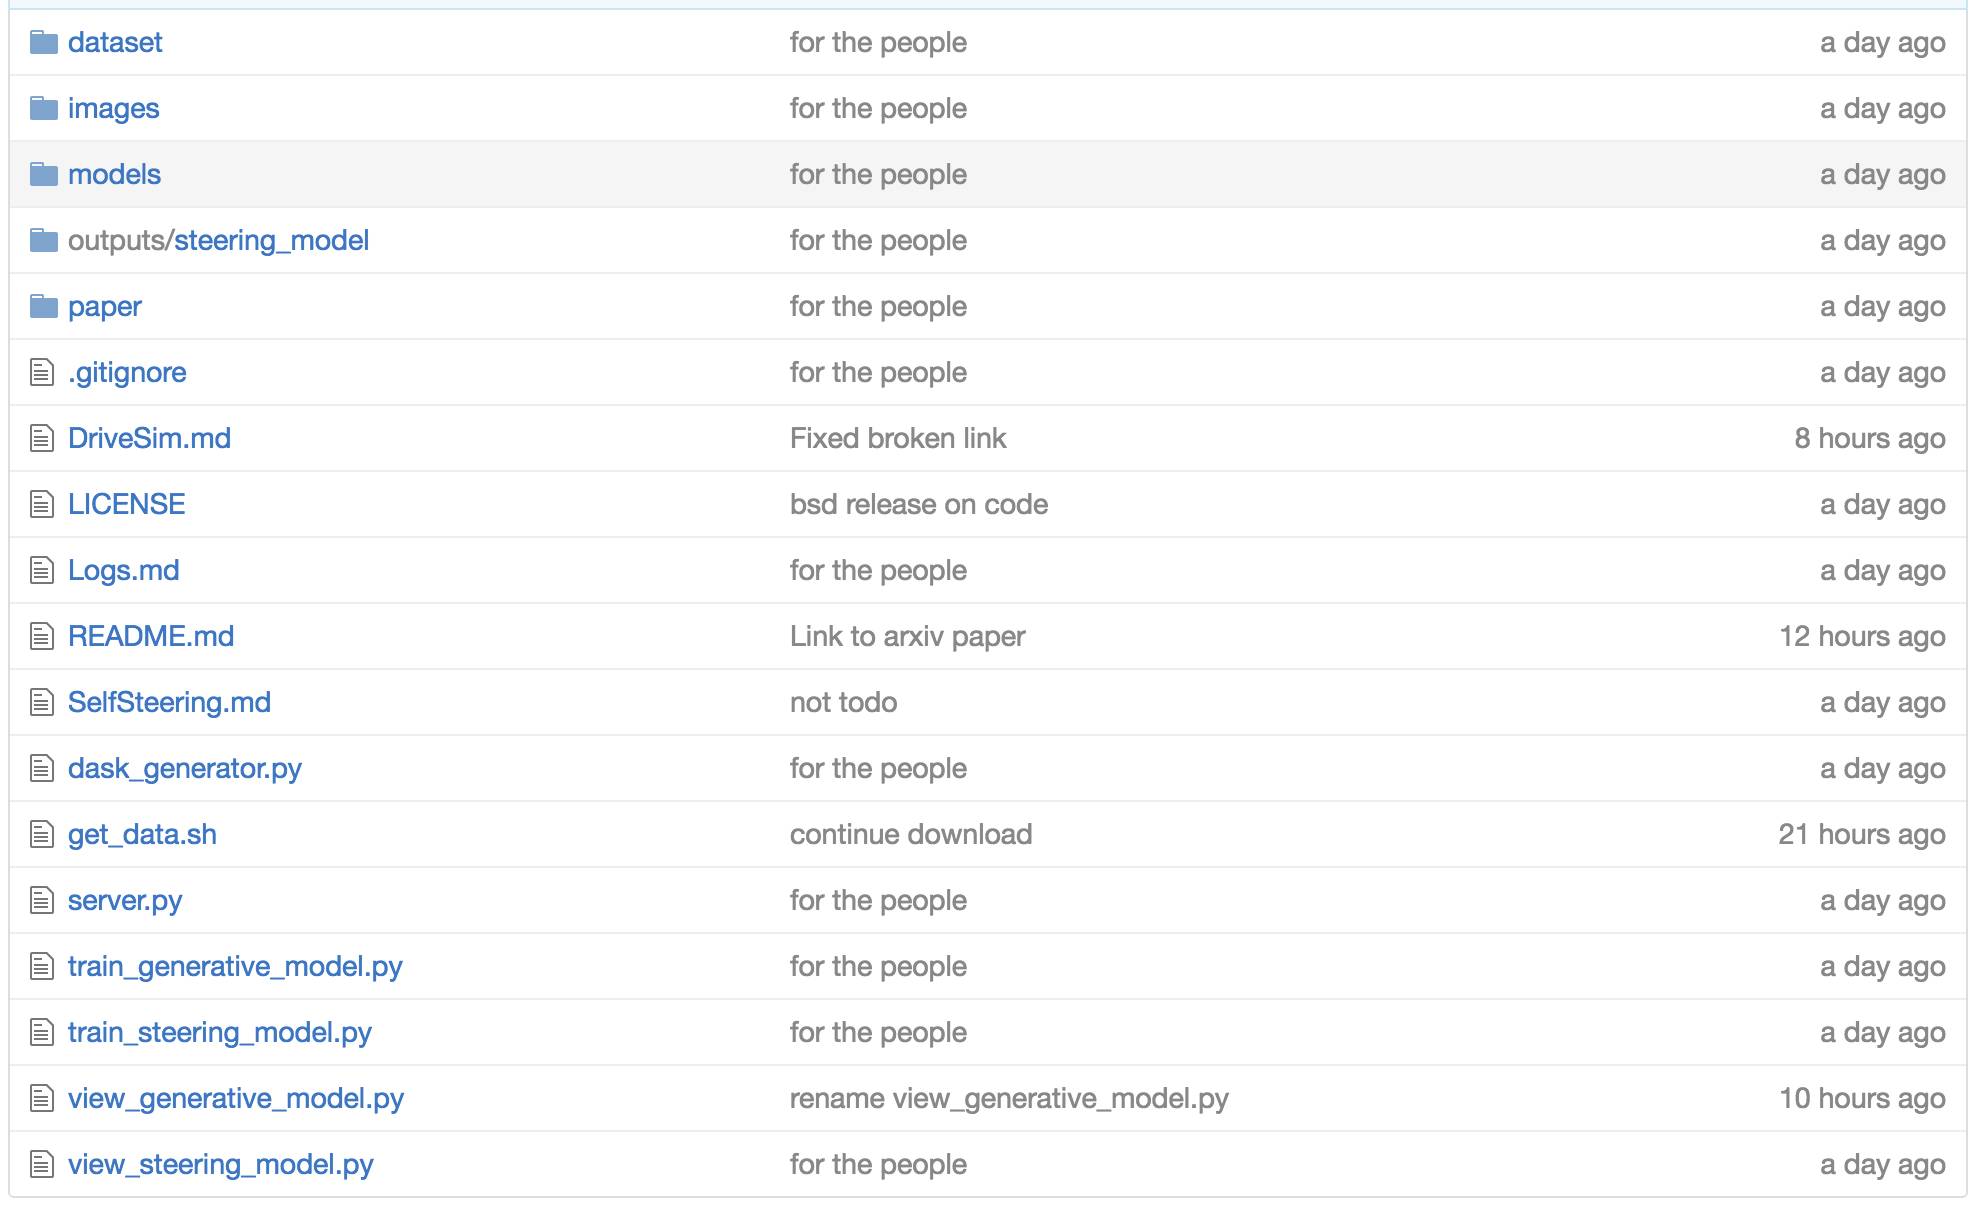 dataset for the people a day ago
images for the people a day ago
models for the people a day ago
outputs/steering_model for the people a day ago
paper for the people a day ago
.gitignore for the people a day ago
DriveSim.md Fixed broken link 8 hours ago
LICENSE bsd release on code a day ago
Logs.md for the people a day ago
README.md Link to arxiv paper 12 hours ago
SelfSteering.md not todo a day ago
dask_generator.py for the people a day ago
get_data.sh continue download 21 hours ago
server.py for the people a day ago
train_generative_model.py for the people a day ago
train_steering_model.py for the people a day ago
view_generative_model.py rename view_generative_model.py 10 hours ago
view_steering_model.py for the people a day ago